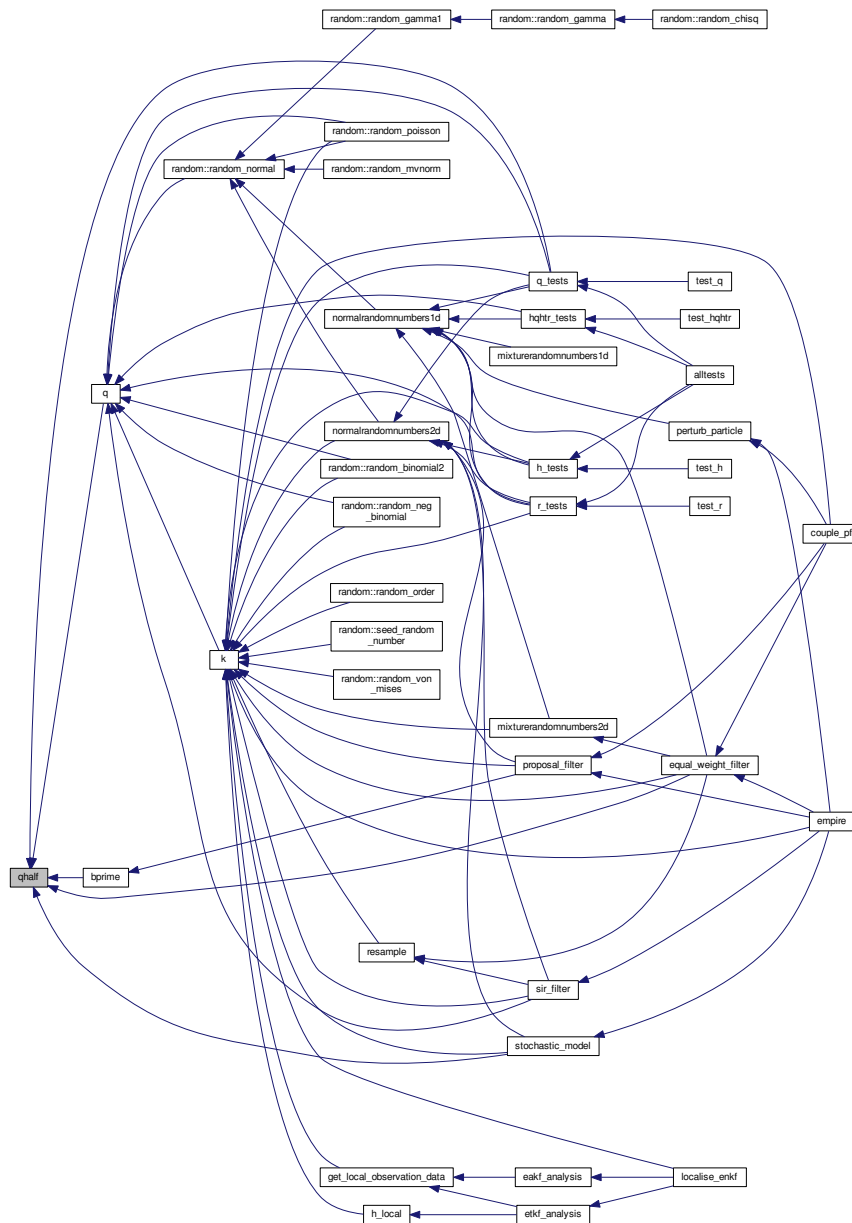 random::random_gamma1
random::random_gamma
random::random_chisq
random::random_poisson
random::random_normal
random::random_mvnorm
q_tests
test_q
normalrandomnumbers1d
hqhtr_tests
test_hqhtr
mixturerandomnumbers1d
alltests
q
normalrandomnumbers2d
perturb_particle
random::random_binomial2
h_tests
test_h
random::random_neg
_binomial
r_tests
test_r
couple_pf
random::random_order
random::seed_random
_number
k
random::random_von
_mises
mixturerandomnumbers2d
proposal_filter
equal_weight_filter
empire
qhalf
bprime
resample
sir_filter
stochastic_model
get_local_observation_data
eakf_analysis
localise_enkf
h_local
etkf_analysis